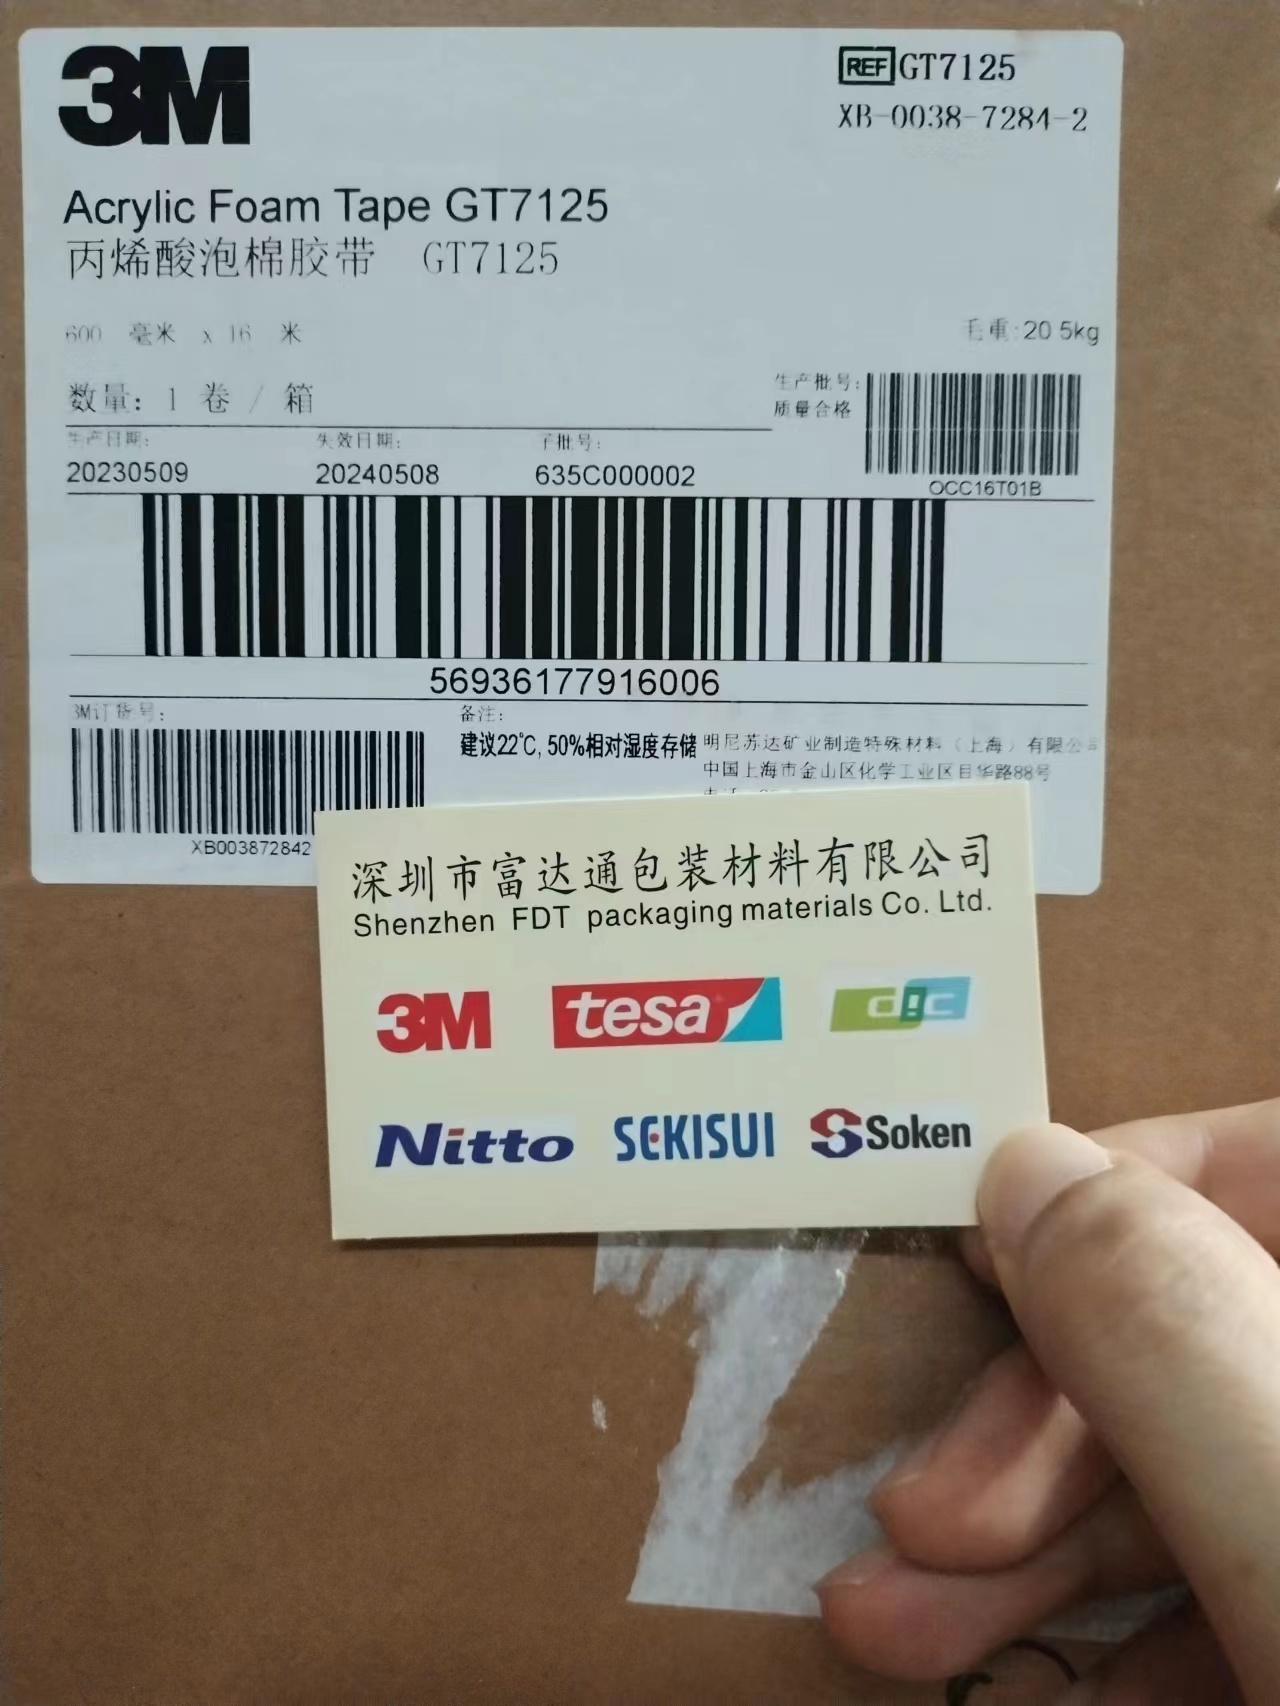 3M
REF GT7125
XB-0038-7284-2
Acrylic Foam Tape GT7125
丙烯酸泡棉胶带 GT7125
600 毫米 x 16 米
毛重:20 5kg
数量: 1 卷 / 箱
生产批号:
质量合格
OCC16T01B
生产日期: 失效日期: 子批号:
20230509 20240508 635C000002
56936177916006
3M订货号:
XB003872842
备注:
建议22℃, 50%相对湿度存储
明尼苏达矿业制造特殊材料（上海）有限公司
中国上海市金山区化学工业区目华路88号
深圳市富达通包装材料有限公司
Shenzhen FDT packaging materials Co. Ltd.
3M tesa dic
Nitto SEKISUI Soken